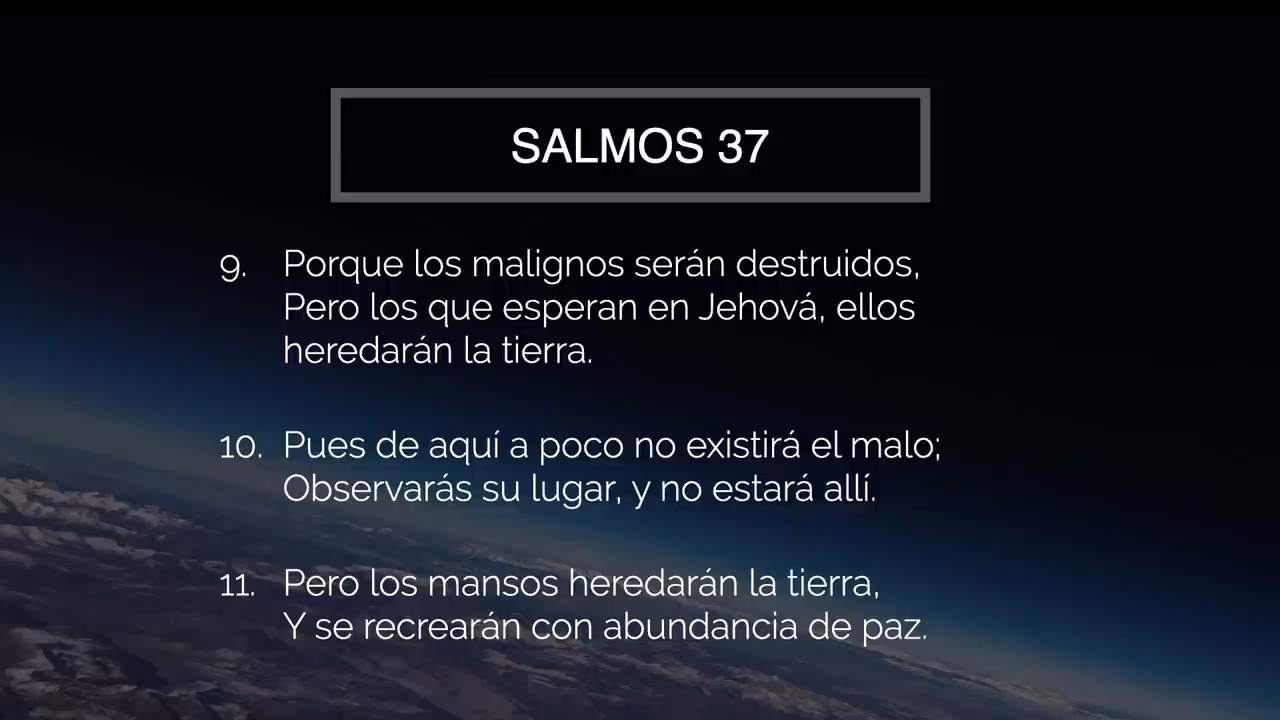 SALMOS 37
9. Porque los malignos serán destruidos,
Pero los que esperan en Jehová, ellos
heredarán la tierra.
10. Pues de aquí a poco no existirá el malo;
Observarás su lugar, y no estará allí.
11. Pero los mansos heredarán la tierra,
Y se recrearán con abundancia de paz.